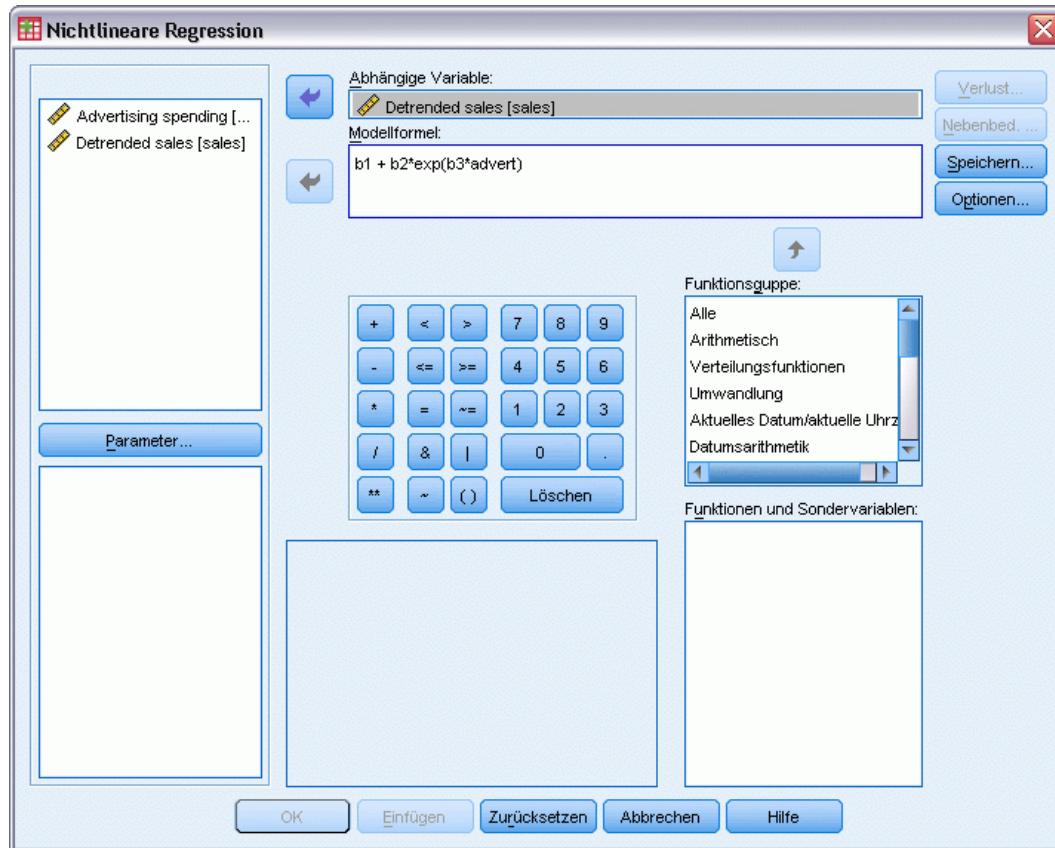 Nichtlineare Regression
Advertising spending [...
Detrended sales [sales]
Parameter...
Abhängige Variable:
Detrended sales [sales]
Modellformel:
b1 + b2*exp(b3*advert)
Verlust...
Nebenbed. ...
Speichern...
Optionen...
+ < > 7 8 9
- <= >= 4 5 6
* = ~= 1 2 3
/ & | 0 .
** ~ ( ) Löschen
Funktionsgruppe:
Alle
Arithmetisch
Verteilungsfunktionen
Umwandlung
Aktuelles Datum/aktuelle Uhrz
Datumsarithmetik
Funktionen und Sondervariablen:
OK Einfügen Zurücksetzen Abbrechen Hilfe